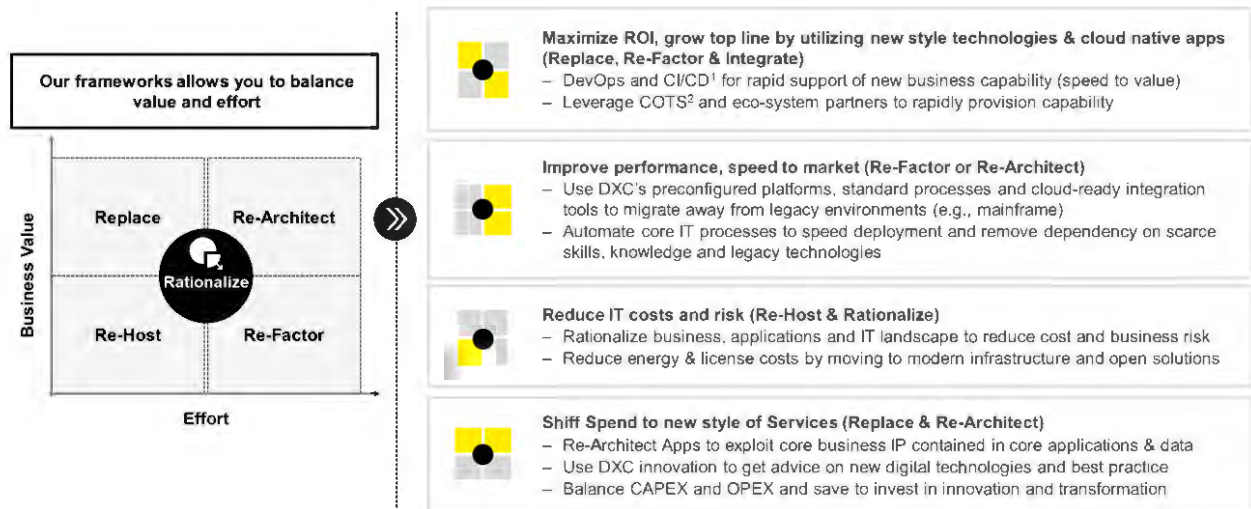 Our frameworks allows you to balance
value and effort
Business Value
Replace
Re-Architect
Rationalize
Re-Host
Re-Factor
Effort
Maximize ROI, grow top line by utilizing new style technologies & cloud native apps
(Replace, Re-Factor & Integrate)
– DevOps and CI/CD¹ for rapid support of new business capability (speed to value)
– Leverage COTS² and eco-system partners to rapidly provision capability
Improve performance, speed to market (Re-Factor or Re-Architect)
– Use DXC's preconfigured platforms, standard processes and cloud-ready integration
tools to migrate away from legacy environments (e.g., mainframe)
– Automate core IT processes to speed deployment and remove dependency on scarce
skills, knowledge and legacy technologies
Reduce IT costs and risk (Re-Host & Rationalize)
– Rationalize business, applications and IT landscape to reduce cost and business risk
– Reduce energy & license costs by moving to modern infrastructure and open solutions
Shiff Spend to new style of Services (Replace & Re-Architect)
– Re-Architect Apps to exploit core business IP contained in core applications & data
– Use DXC innovation to get advice on new digital technologies and best practice
– Balance CAPEX and OPEX and save to invest in innovation and transformation